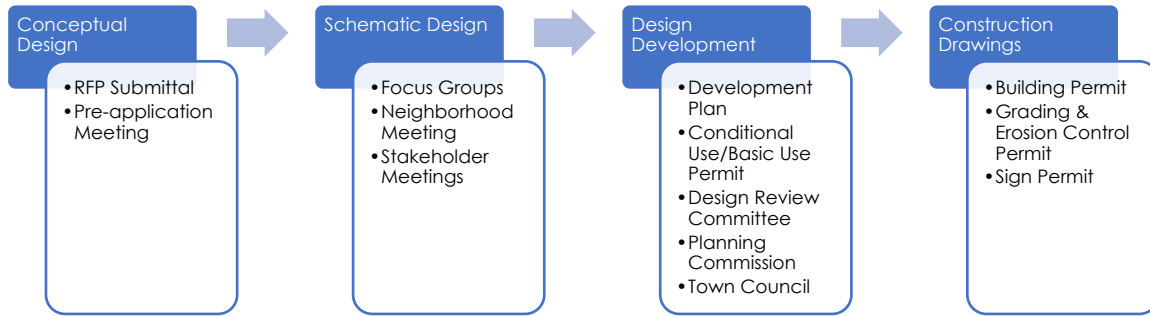 Conceptual
Design
•RFP Submittal
•Pre-application
Meeting
Schematic Design
•Focus Groups
•Neighborhood
Meeting
•Stakeholder
Meetings
Design
Development
•Development
Plan
•Conditional
Use/Basic Use
Permit
•Design Review
Committee
•Planning
Commission
•Town Council
Construction
Drawings
•Building Permit
•Grading &
Erosion Control
Permit
•Sign Permit